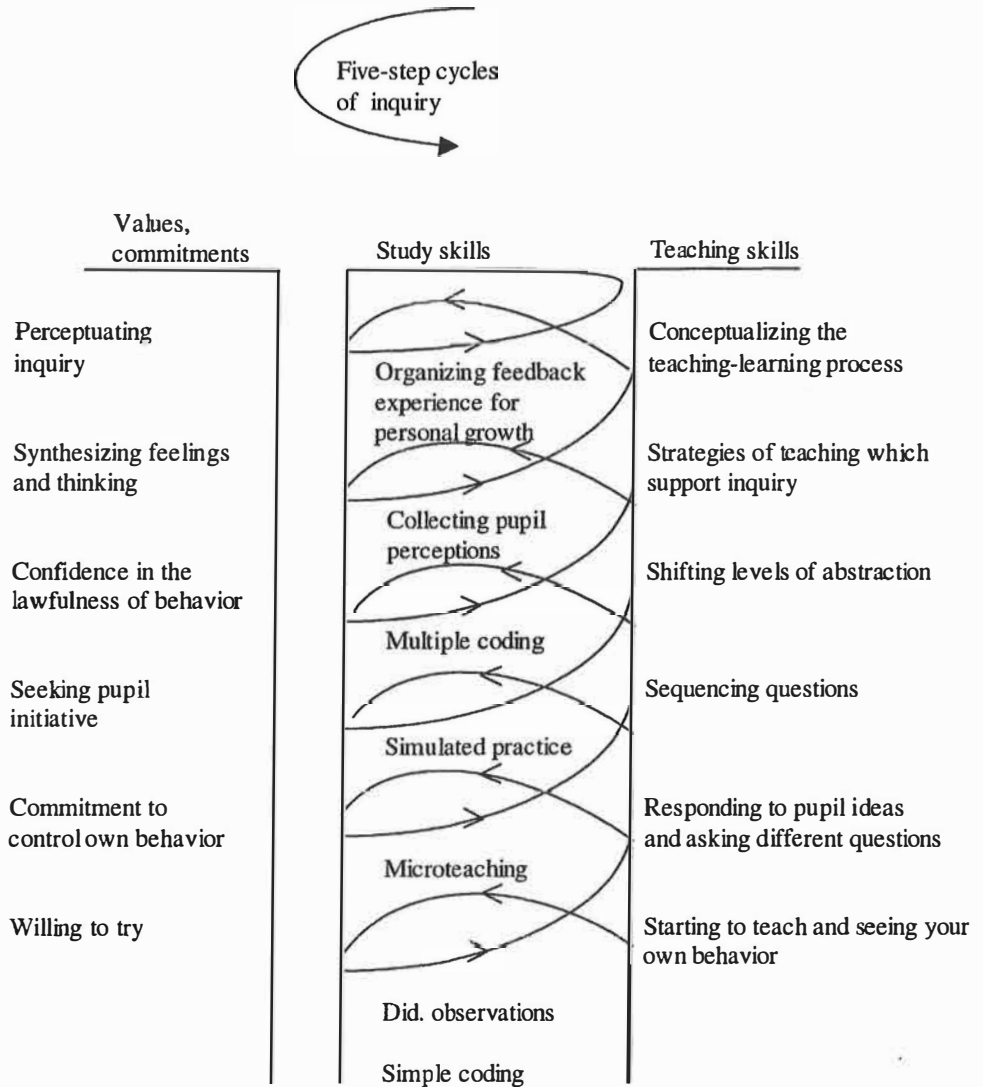 Five-step cycles
of inquiry
Values,
commitments
Study skills
Teaching skills
Perceptuating
inquiry
Conceptualizing the
teaching-learning process
Organizing feedback
experience for
personal growth
Synthesizing feelings
and thinking
Strategies of teaching which
support inquiry
Collecting pupil
perceptions
Confidence in the
lawfulness of behavior
Shifting levels of abstraction
Multiple coding
Seeking pupil
initiative
Sequencing questions
Simulated practice
Commitment to
control own behavior
Responding to pupil ideas
and asking different questions
Microteaching
Willing to try
Starting to teach and seeing your
own behavior
Did. observations
Simple coding